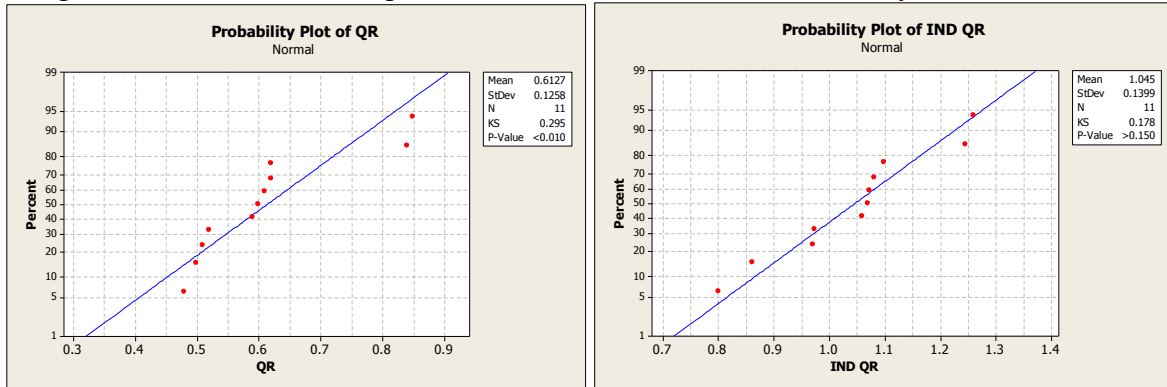 Probability Plot of QR
Normal
Mean 0.6127
StDev 0.1258
N 11
KS 0.295
P-Value <0.010
Percent
99
95
90
80
70
60
50
40
30
20
10
5
1
0.3 0.4 0.5 0.6 0.7 0.8 0.9
QR
Probability Plot of IND QR
Normal
Mean 1.045
StDev 0.1399
N 11
KS 0.178
P-Value >0.150
Percent
99
95
90
80
70
60
50
40
30
20
10
5
1
0.7 0.8 0.9 1.0 1.1 1.2 1.3 1.4
IND QR